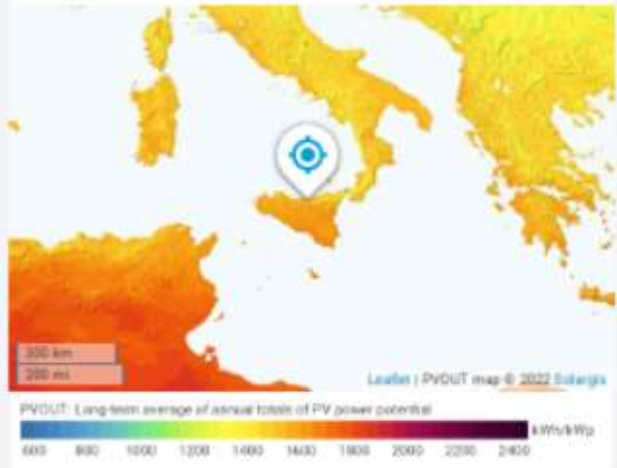 200 km
200 mi
Leaflet | PVOUT map © 2022 Solargis
PVOUT: Long-term average of annual totals of PV power potential
kWh/kWp
600 800 1000 1200 1400 1600 1800 2000 2200 2400